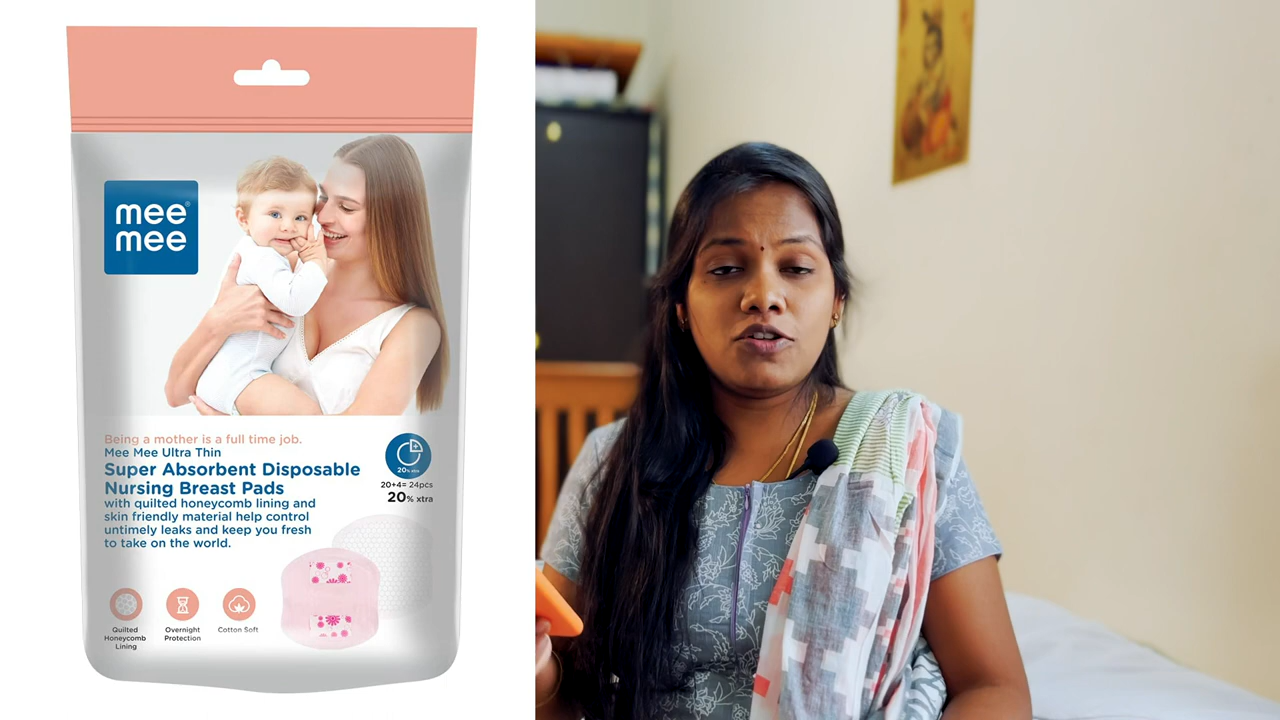 mee®
mee
Being a mother is a full time job.
Mee Mee Ultra Thin
Super Absorbent Disposable
Nursing Breast Pads
with quilted honeycomb lining and
skin friendly material help control
untimely leaks and keep you fresh
to take on the world.
20% xtra
20+4= 24pcs
20% xtra
Quilted
Honeycomb
Lining
Overnight
Protection
Cotton Soft